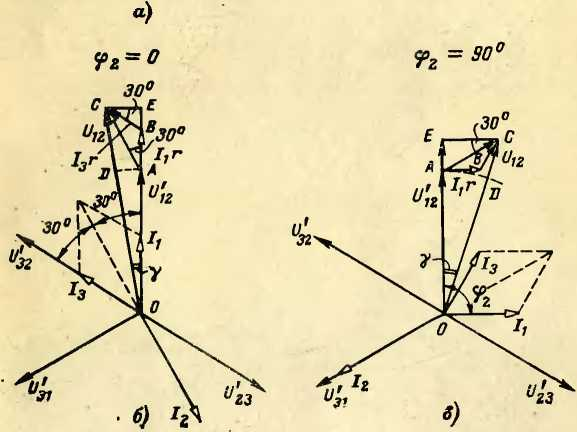 а)
φ₂ = 0
φ₂ = 90°
C
E
30°
B
U₁₂
I₃r
30°
I₁r
D
A
U'₁₂
30°
30°
U'₃₂
I₁
I₃
γ
O
U'₃₁
б)
I₂
U'₂₃
E
30°
C
U₁₂
A
B
I₁r
U'₁₂
D
U'₃₂
γ
I₃
φ₂
O
I₁
U'₃₁
I₂
в)
U'₂₃